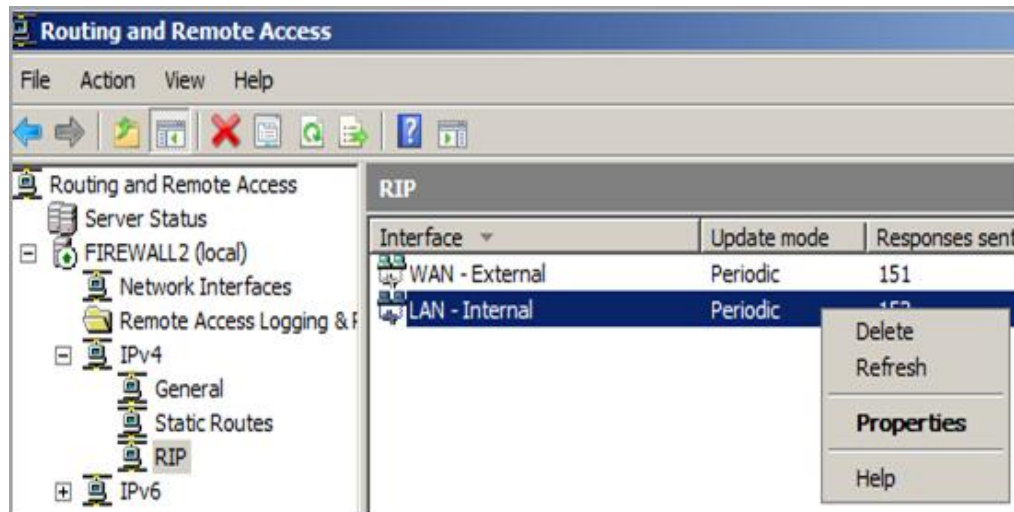 Routing and Remote Access
File Action View Help
Routing and Remote Access
Server Status
FIREWALL2 (local)
Network Interfaces
Remote Access Logging &
IPv4
General
Static Routes
RIP
IPv6
RIP
Interface Update mode Responses sent
WAN - External Periodic 151
LAN - Internal Periodic
Delete
Refresh
Properties
Help